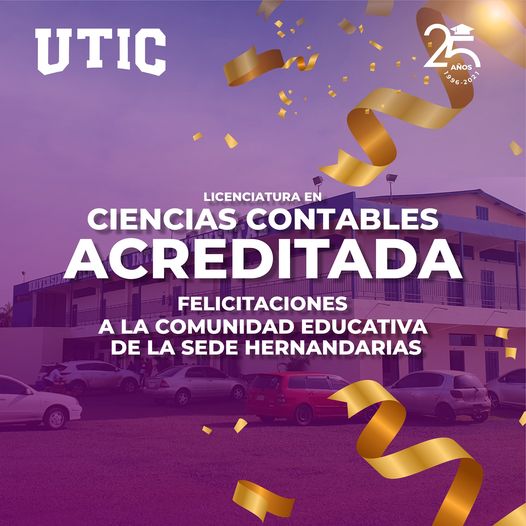 UTIC
25
AÑOS
1996-2021
LICENCIATURA EN
CIENCIAS CONTABLES
ACREDITADA
FELICITACIONES
A LA COMUNIDAD EDUCATIVA
DE LA SEDE HERNANDARIAS